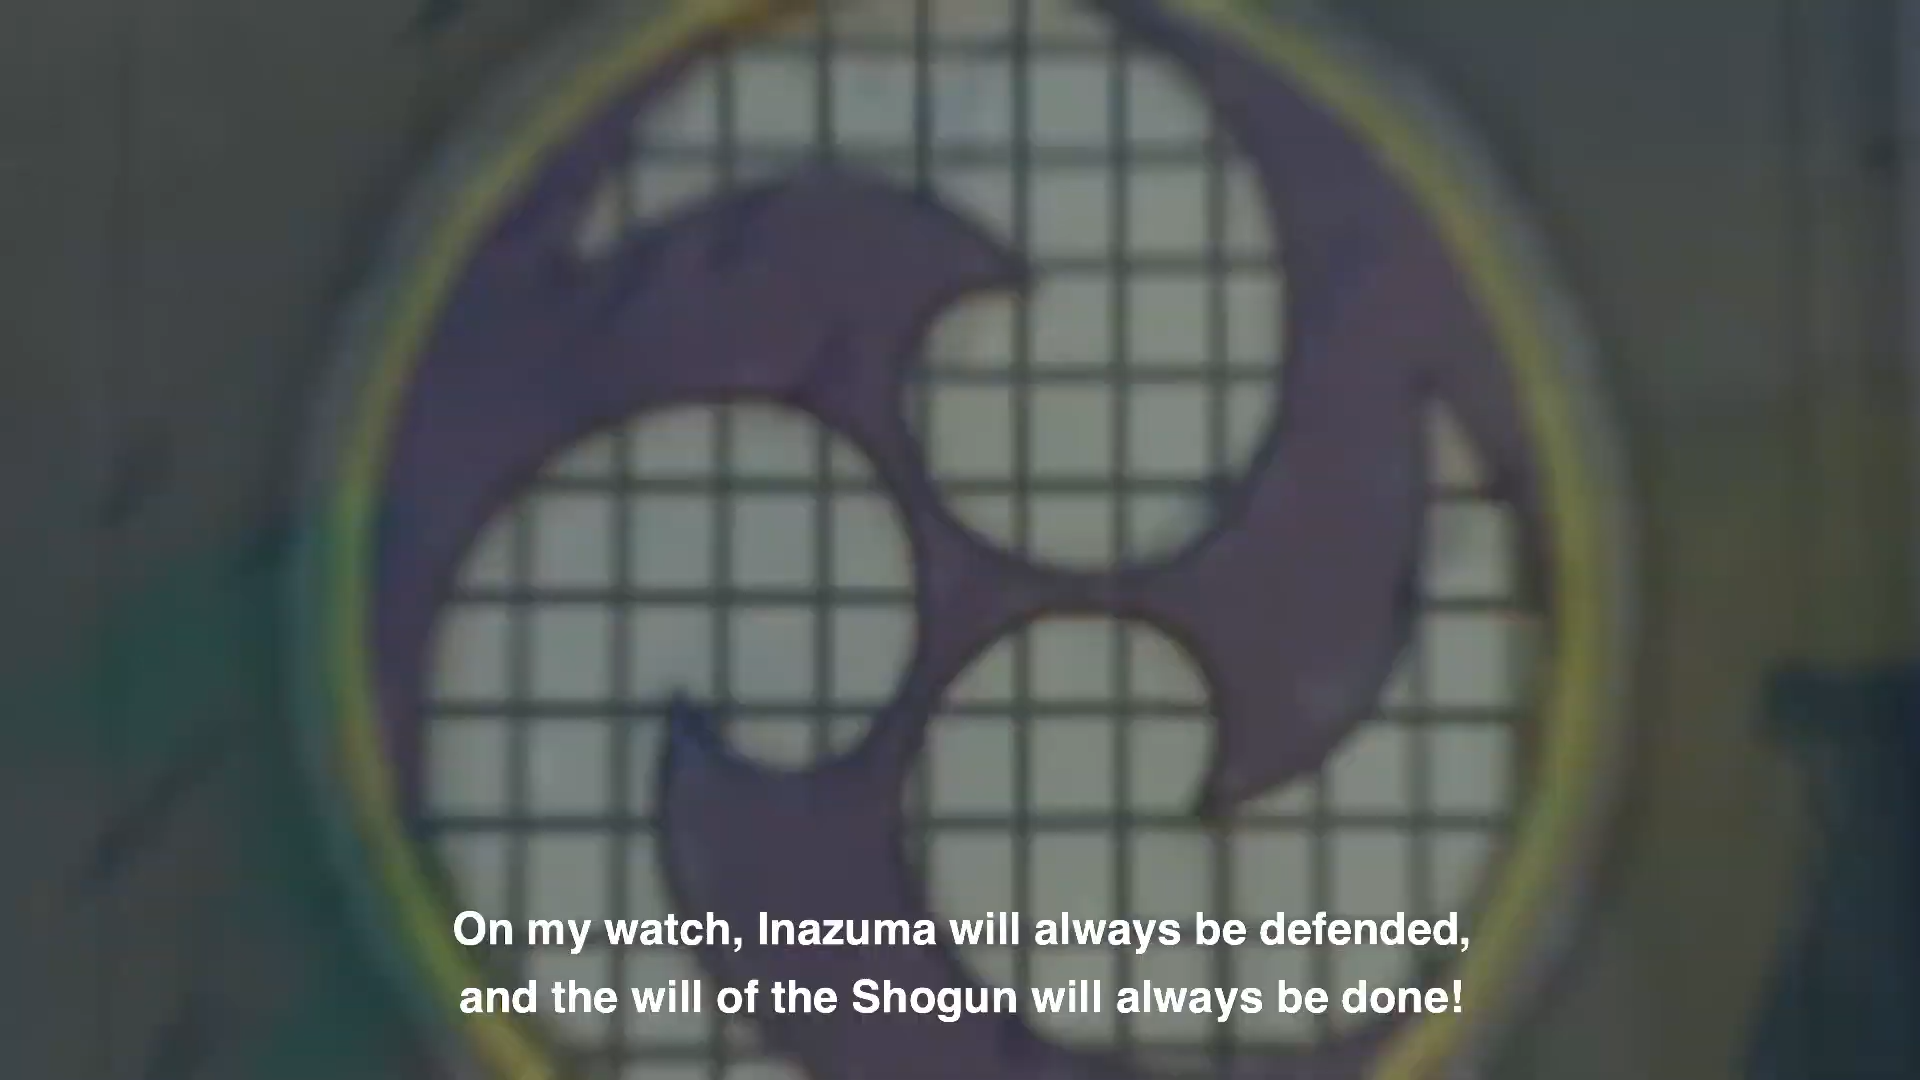 On my watch, Inazuma will always be defended,
and the will of the Shogun will always be done!